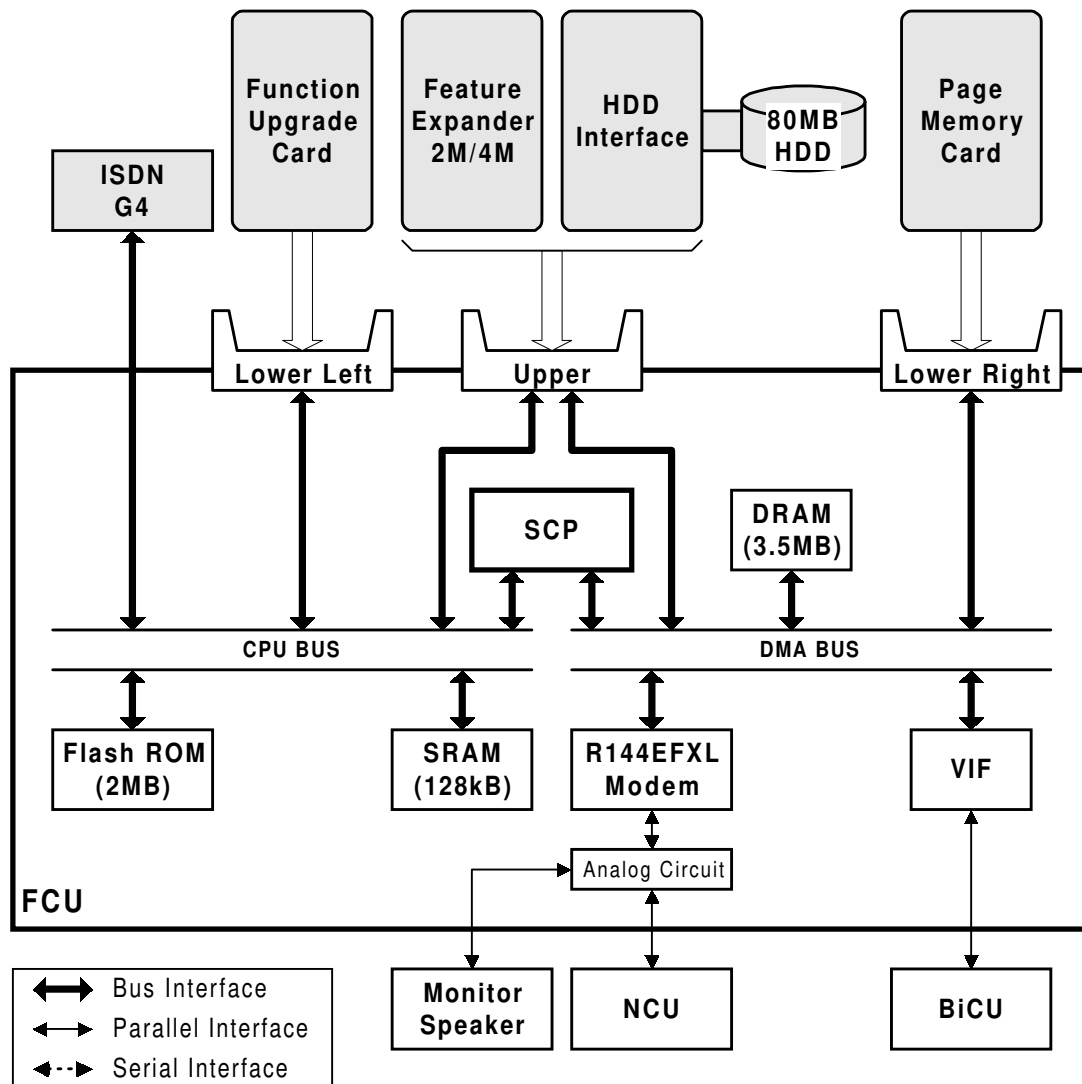 Function
Upgrade
Card
Feature
Expander
2M/4M
HDD
Interface
80MB
HDD
Page
Memory
Card
ISDN
G4
Lower Left
Upper
Lower Right
SCP
DRAM
(3.5MB)
CPU BUS
DMA BUS
Flash ROM
(2MB)
SRAM
(128kB)
R144EFXL
Modem
VIF
Analog Circuit
FCU
Monitor
Speaker
NCU
BiCU
Bus Interface
Parallel Interface
Serial Interface